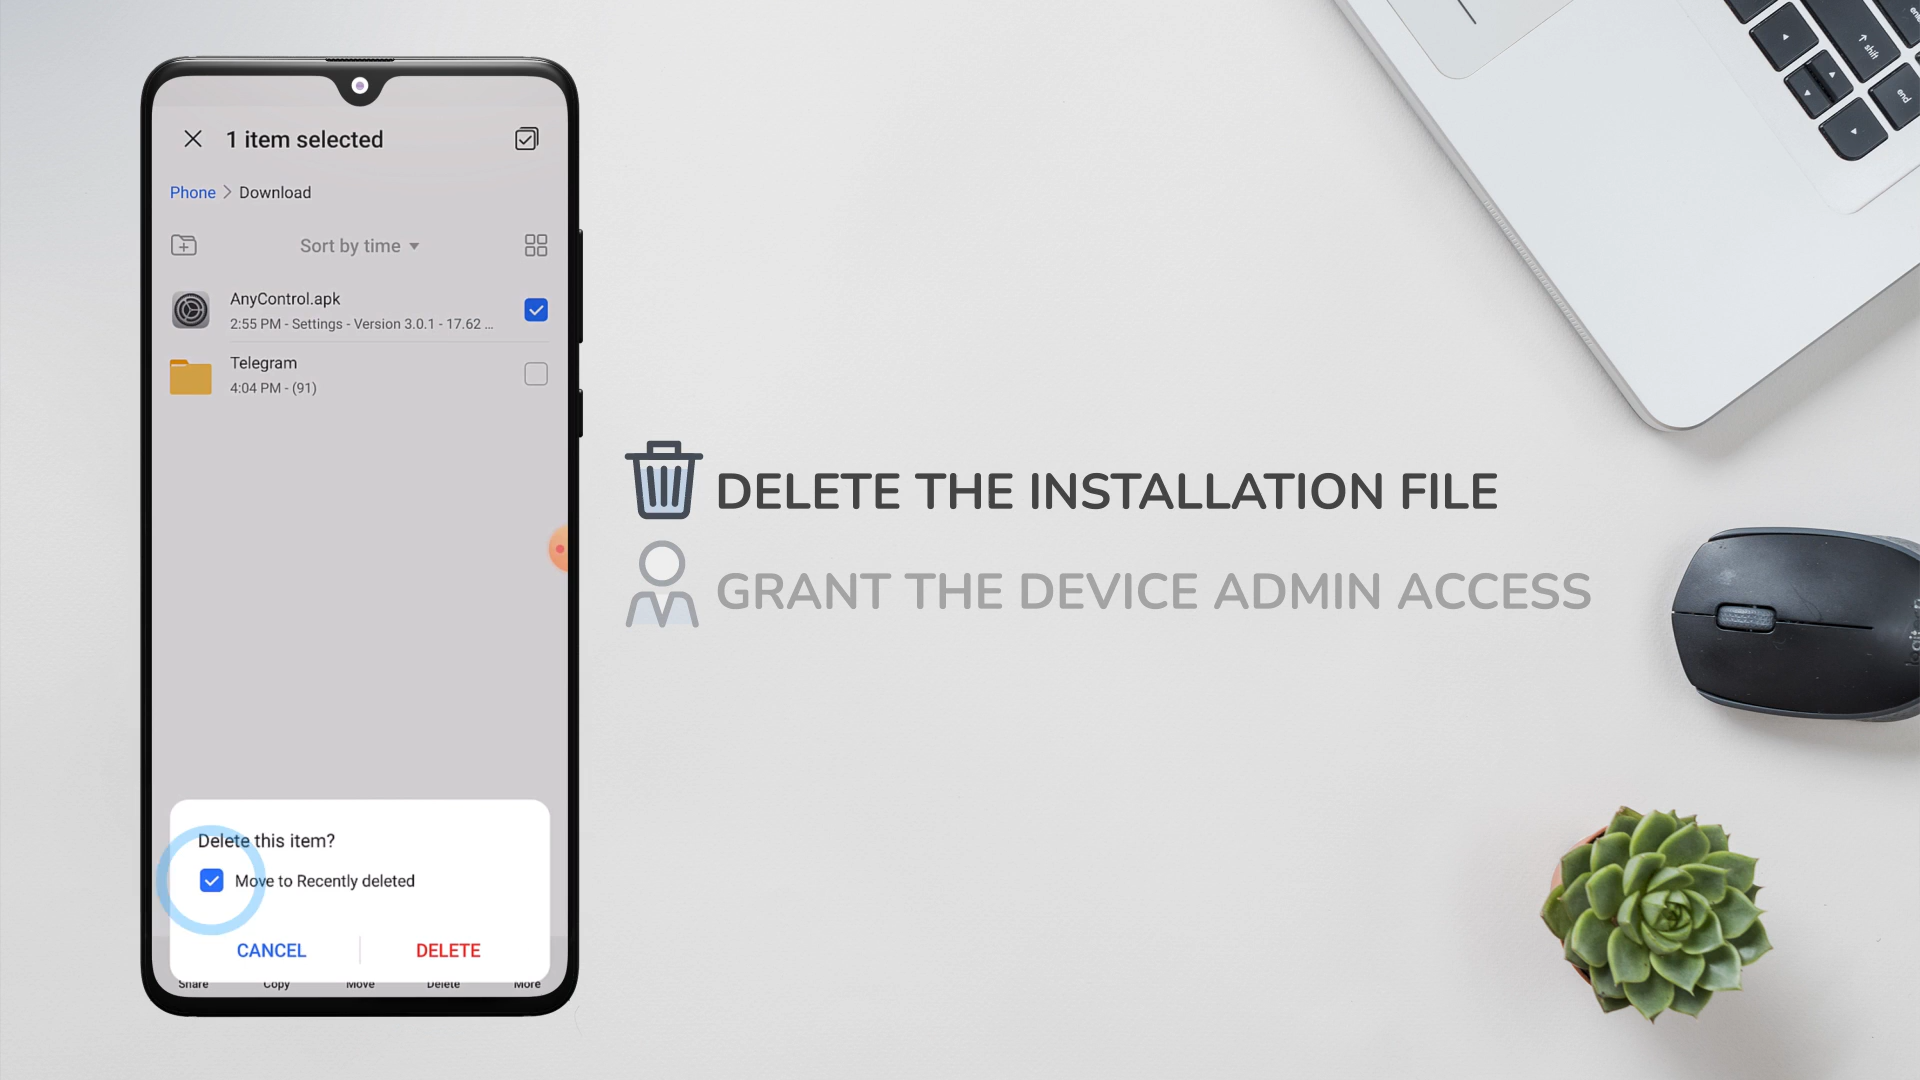 1 item selected
Phone > Download
Sort by time
AnyControl.apk
2:55 PM - Settings - Version 3.0.1 - 17.62 ...
Telegram
4:04 PM - (91)
Delete this item?
Move to Recently deleted
CANCEL
DELETE
Share
Copy
Move
Delete
More
DELETE THE INSTALLATION FILE
GRANT THE DEVICE ADMIN ACCESS
shift
end